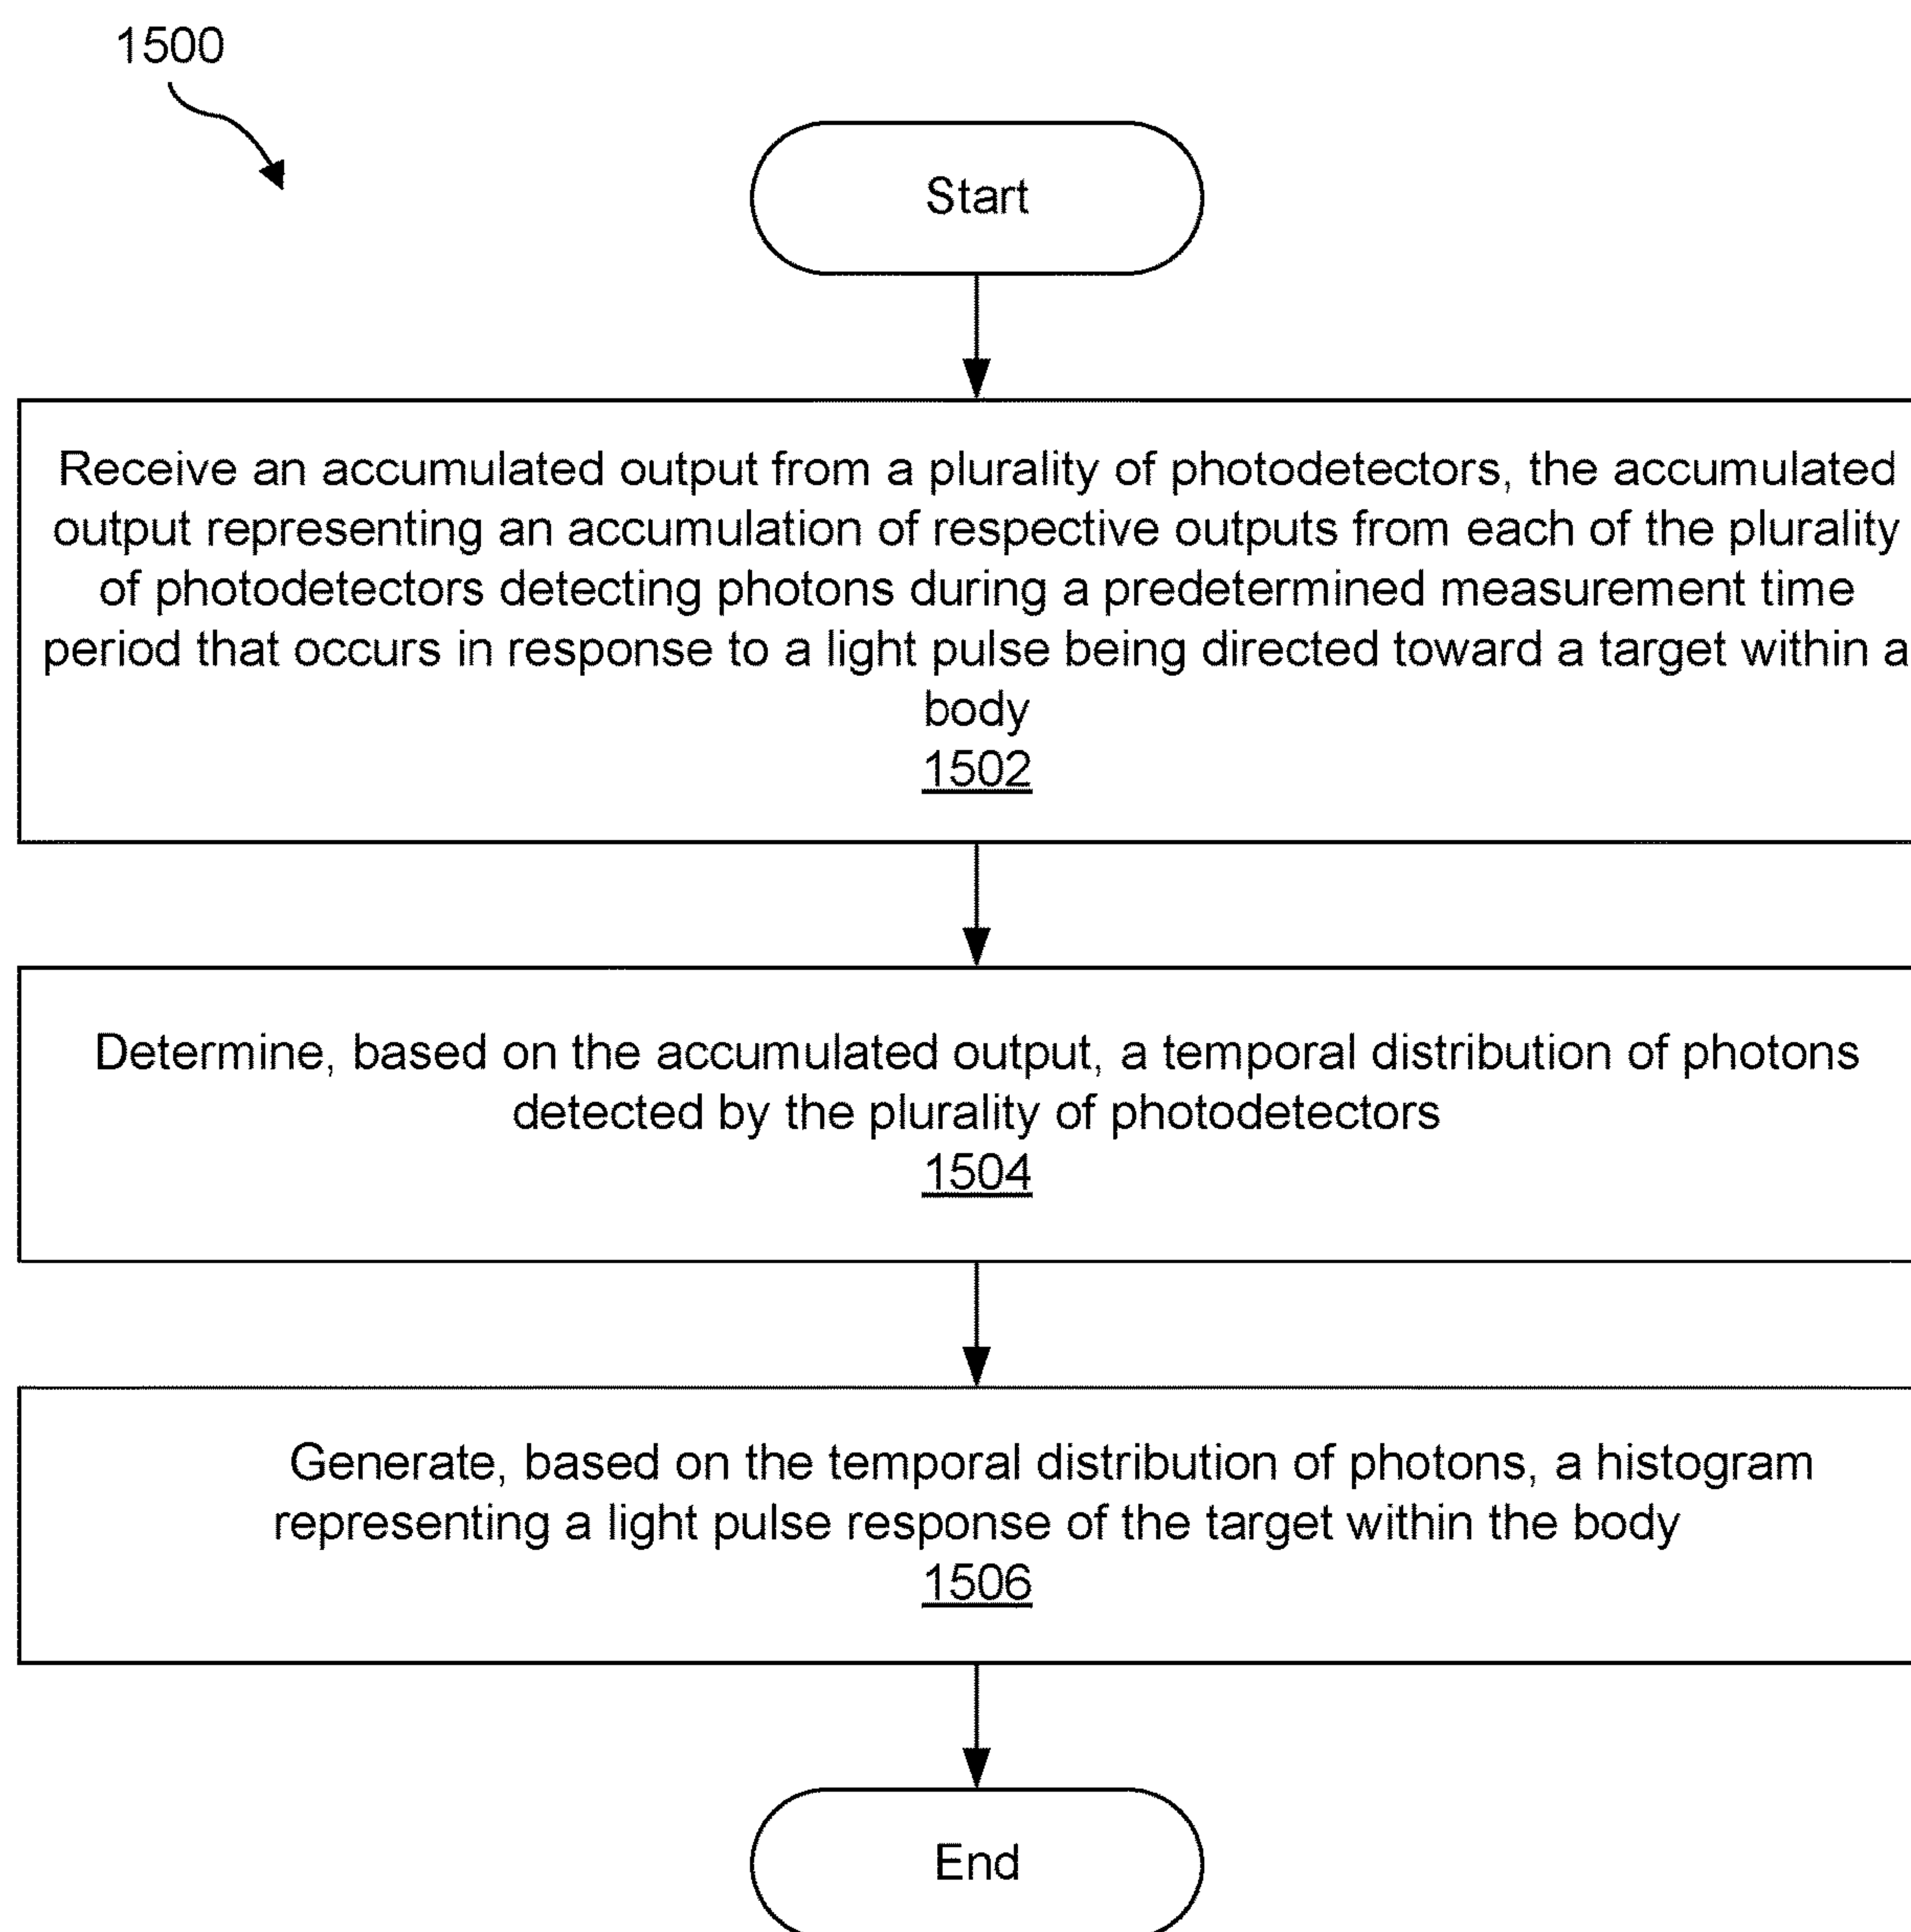 1500
Start
Receive an accumulated output from a plurality of photodetectors, the accumulated
output representing an accumulation of respective outputs from each of the plurality
of photodetectors detecting photons during a predetermined measurement time
period that occurs in response to a light pulse being directed toward a target within a
body
1502
Determine, based on the accumulated output, a temporal distribution of photons
detected by the plurality of photodetectors
1504
Generate, based on the temporal distribution of photons, a histogram
representing a light pulse response of the target within the body
1506
End